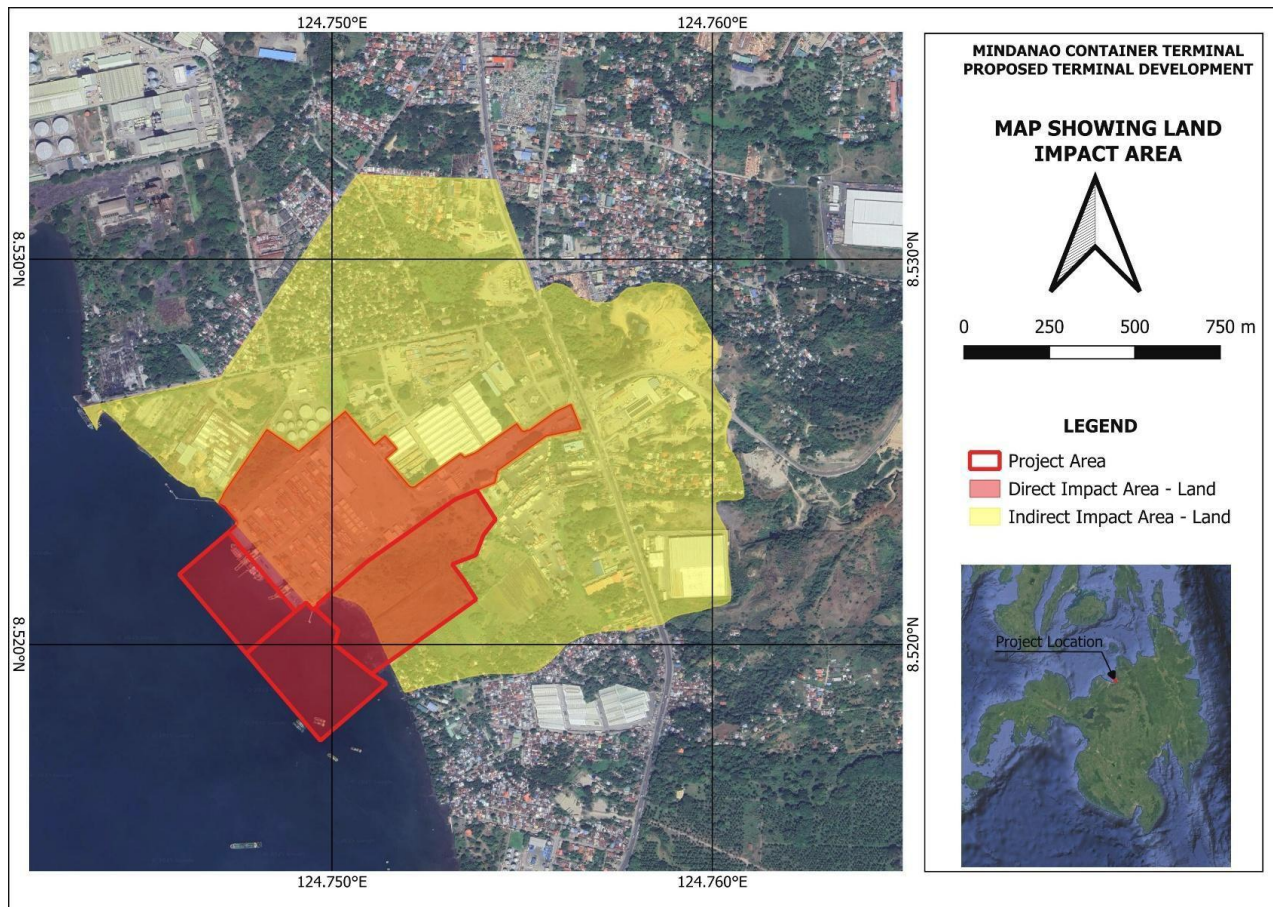 124.750°E
124.760°E
8.530°N
8.530°N
8.520°N
8.520°N
124.750°E
124.760°E
MINDANAO CONTAINER TERMINAL
PROPOSED TERMINAL DEVELOPMENT
MAP SHOWING LAND
IMPACT AREA
0 250 500 750 m
LEGEND
Project Area
Direct Impact Area - Land
Indirect Impact Area - Land
Project Location